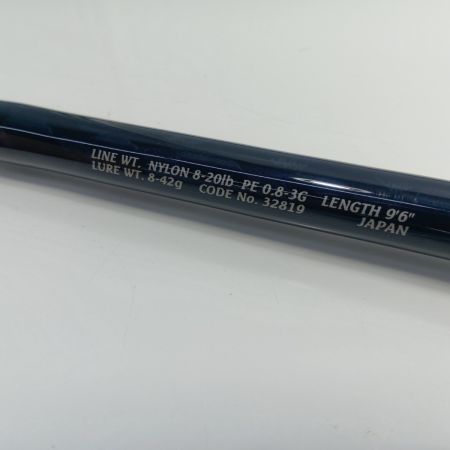 LINE WT. NYLON 8-20lb PE 0.8-3G LENGTH 9'6"
LURE WT. 8-42g CODE No. 32819 JAPAN